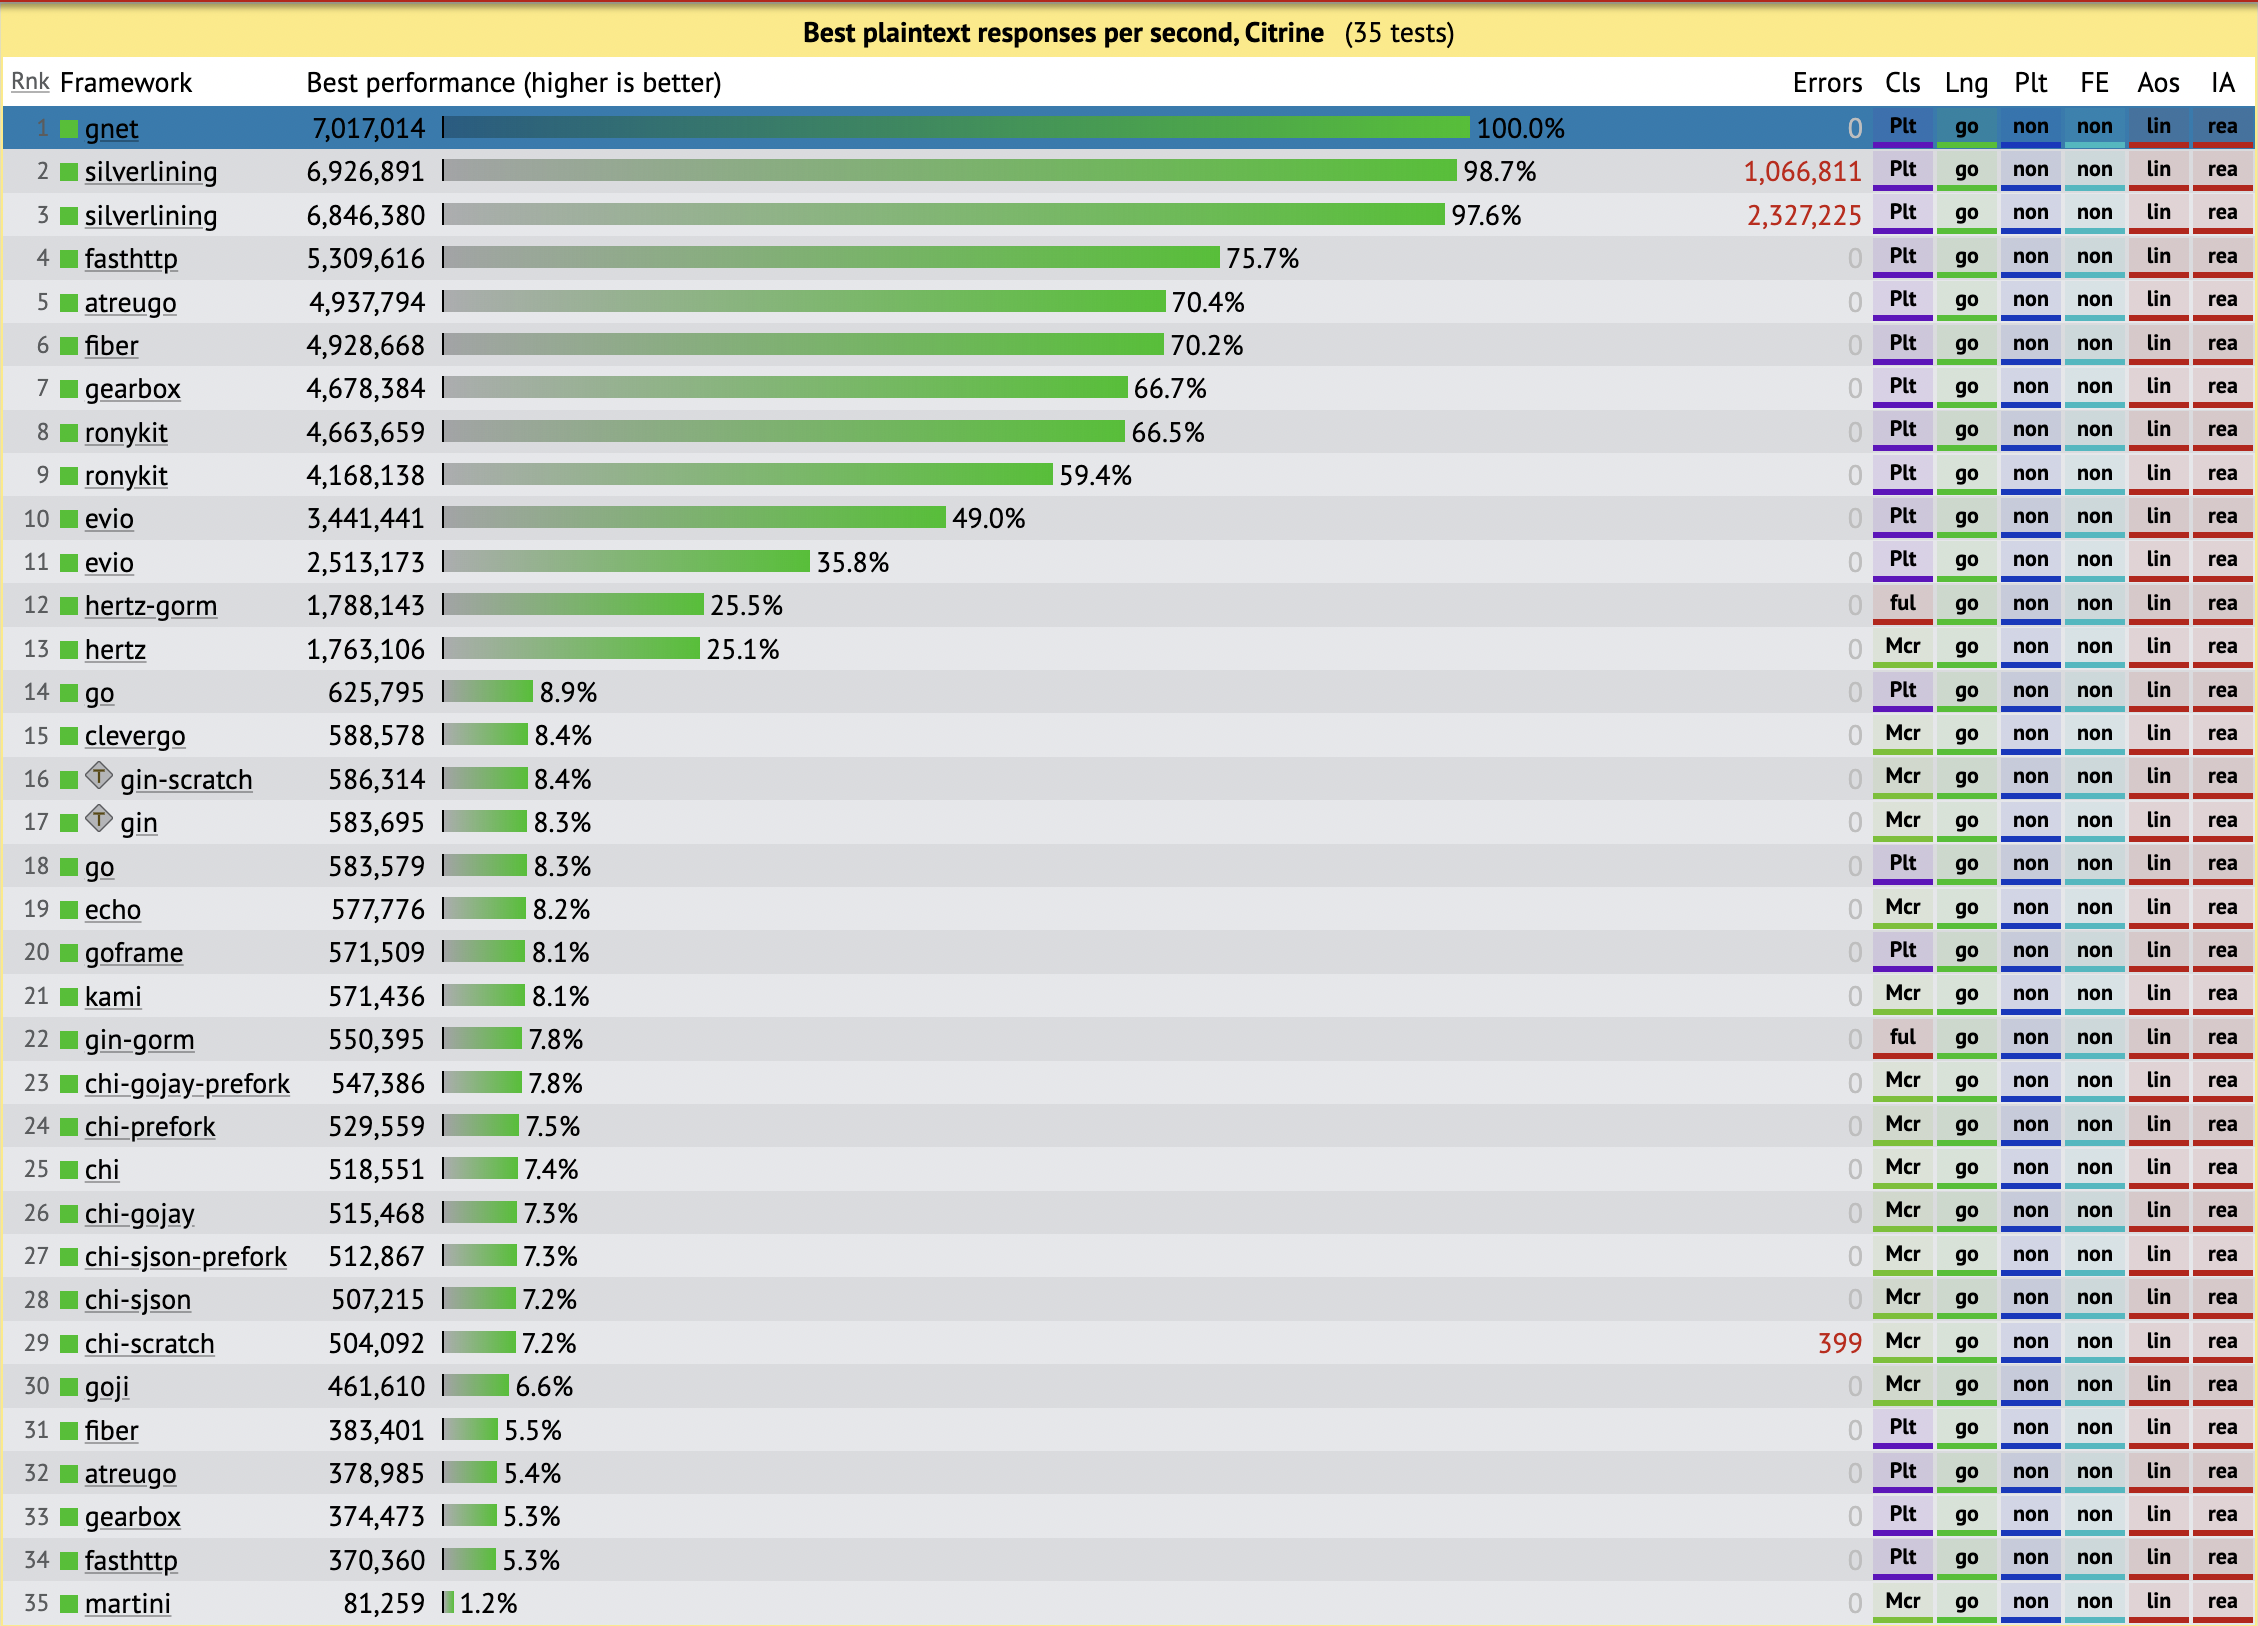 Best plaintext responses per second, Citrine (35 tests)
Rnk Framework Best performance (higher is better) Errors Cls Lng Plt FE Aos IA
1 gnet 7,017,014 100.0% 0 Plt go non non lin rea
2 silverlining 6,926,891 98.7% 1,066,811 Plt go non non lin rea
3 silverlining 6,846,380 97.6% 2,327,225 Plt go non non lin rea
4 fasthttp 5,309,616 75.7% 0 Plt go non non lin rea
5 atreugo 4,937,794 70.4% 0 Plt go non non lin rea
6 fiber 4,928,668 70.2% 0 Plt go non non lin rea
7 gearbox 4,678,384 66.7% 0 Plt go non non lin rea
8 ronykit 4,663,659 66.5% 0 Plt go non non lin rea
9 ronykit 4,168,138 59.4% 0 Plt go non non lin rea
10 evio 3,441,441 49.0% 0 Plt go non non lin rea
11 evio 2,513,173 35.8% 0 Plt go non non lin rea
12 hertz-gorm 1,788,143 25.5% 0 ful go non non lin rea
13 hertz 1,763,106 25.1% 0 Mcr go non non lin rea
14 go 625,795 8.9% 0 Plt go non non lin rea
15 clevergo 588,578 8.4% 0 Mcr go non non lin rea
16 T gin-scratch 586,314 8.4% 0 Mcr go non non lin rea
17 T gin 583,695 8.3% 0 Mcr go non non lin rea
18 go 583,579 8.3% 0 Plt go non non lin rea
19 echo 577,776 8.2% 0 Mcr go non non lin rea
20 goframe 571,509 8.1% 0 Plt go non non lin rea
21 kami 571,436 8.1% 0 Mcr go non non lin rea
22 gin-gorm 550,395 7.8% 0 ful go non non lin rea
23 chi-gojay-prefork 547,386 7.8% 0 Mcr go non non lin rea
24 chi-prefork 529,559 7.5% 0 Mcr go non non lin rea
25 chi 518,551 7.4% 0 Mcr go non non lin rea
26 chi-gojay 515,468 7.3% 0 Mcr go non non lin rea
27 chi-sjson-prefork 512,867 7.3% 0 Mcr go non non lin rea
28 chi-sjson 507,215 7.2% 0 Mcr go non non lin rea
29 chi-scratch 504,092 7.2% 399 Mcr go non non lin rea
30 goji 461,610 6.6% 0 Mcr go non non lin rea
31 fiber 383,401 5.5% 0 Plt go non non lin rea
32 atreugo 378,985 5.4% 0 Plt go non non lin rea
33 gearbox 374,473 5.3% 0 Plt go non non lin rea
34 fasthttp 370,360 5.3% 0 Plt go non non lin rea
35 martini 81,259 1.2% 0 Mcr go non non lin rea